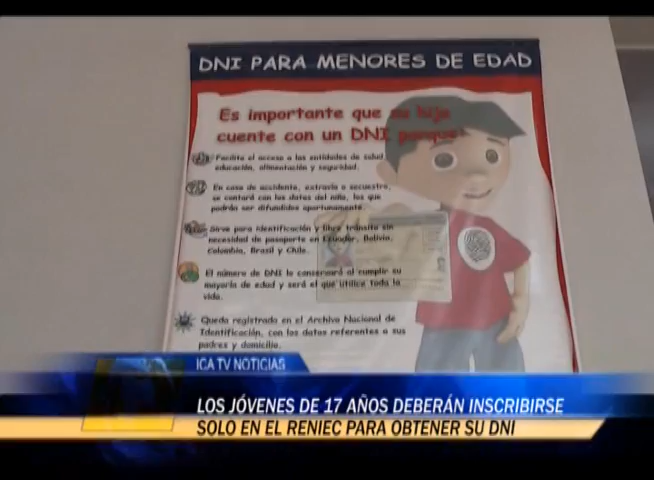 DNI PARA MENORES DE EDAD
Es importante que su hijo
cuente con un DNI porque:
Facilita el acceso a las entidades de salud,
educación, alimentación y seguridad.
En caso de accidente, extravío o secuestro,
se contará con los datos del niño, los que
podrán ser difundidos oportunamente.
Sirve para identificación y libre tránsito sin
necesidad de pasaporte en Ecuador, Bolivia,
Colombia, Brasil y Chile.
El número de DNI lo conservará al cumplir su
mayoría de edad y será el que utilice toda la
vida.
Queda registrado en el Archivo Nacional de
Identificación, con los datos referentes a sus
padres y domicilio.
ICA TV NOTICIAS
LOS JÓVENES DE 17 AÑOS DEBERÁN INSCRIBIRSE
SOLO EN EL RENIEC PARA OBTENER SU DNI